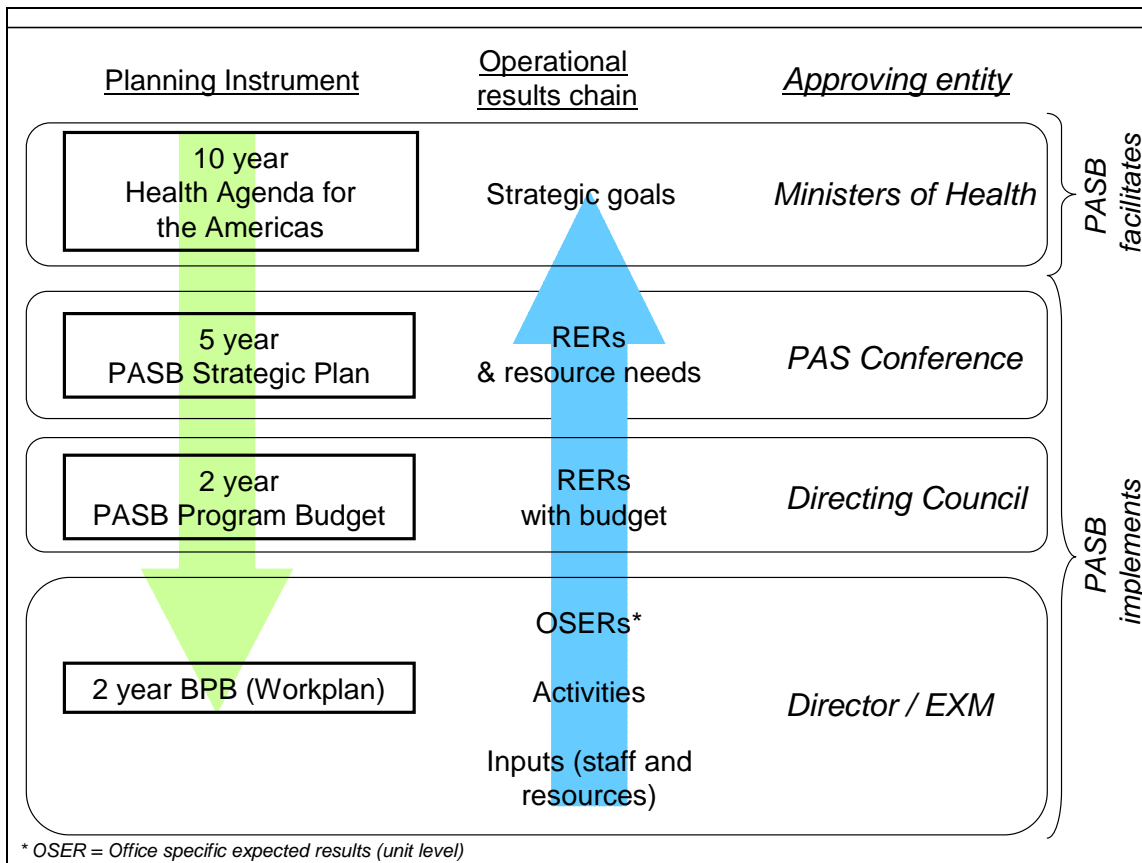 Planning Instrument
Operational
results chain
Approving entity
10 year
Health Agenda for
the Americas
Strategic goals
Ministers of Health
PASB
facilitates
5 year
PASB Strategic Plan
RERs
& resource needs
PAS Conference
2 year
PASB Program Budget
RERs
with budget
Directing Council
PASB
implements
2 year BPB (Workplan)
OSERs*
Activities
Inputs (staff and
resources)
Director / EXM
* OSER = Office specific expected results (unit level)